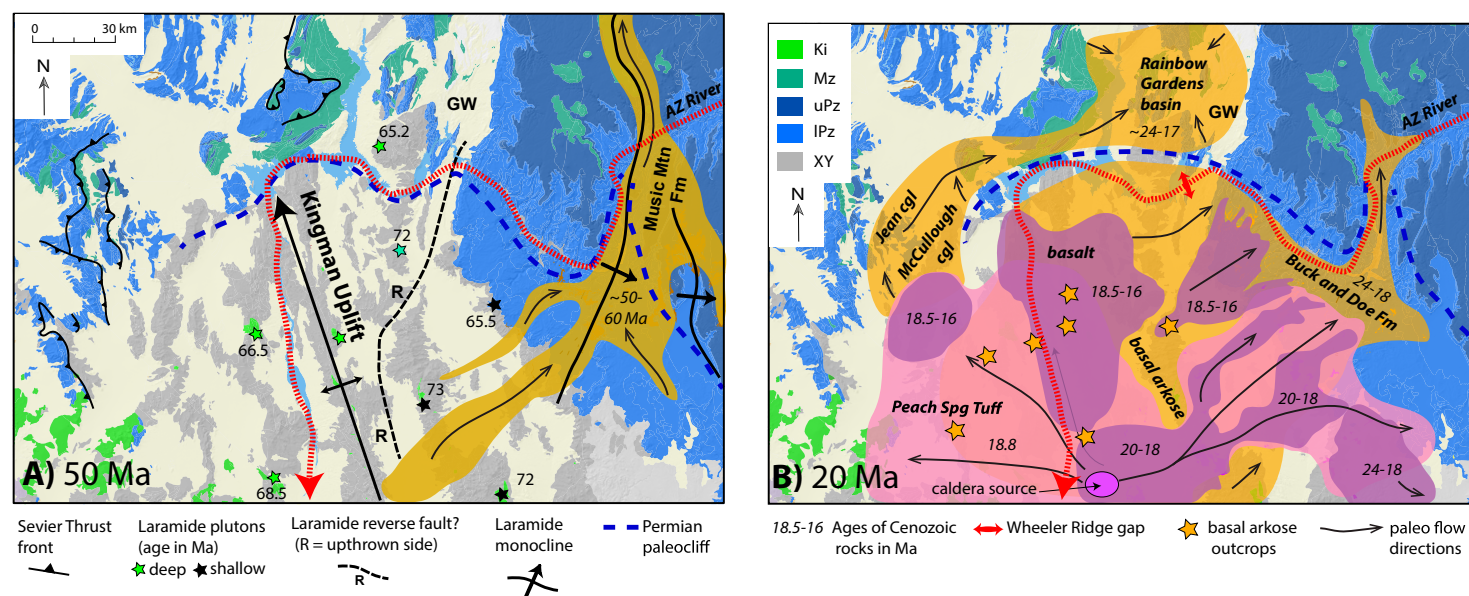 0 30 km
N
GW
AZ River
65.2
Music Mtn
Fm
Kingman Uplift
72
R
~50-
60 Ma
65.5
66.5
73
R
72
68.5
A) 50 Ma
Sevier Thrust
front
Laramide plutons
(age in Ma)
deep
shallow
Laramide reverse fault?
(R = upthrown side)
R
Laramide
monocline
Permian
paleocliff
Ki
Mz
uPz
lPz
XY
N
Rainbow
Gardens
basin
GW
~24-17
AZ River
Jean cgl
McCullough
cgl
basalt
18.5-16
18.5-16
18.5-16
Buck and Doe Fm
24-18
basal arkose
Peach Spg Tuff
18.8
20-18
20-18
24-18
caldera source
B) 20 Ma
18.5-16 Ages of Cenozoic
rocks in Ma
Wheeler Ridge gap
basal arkose
outcrops
paleo flow
directions